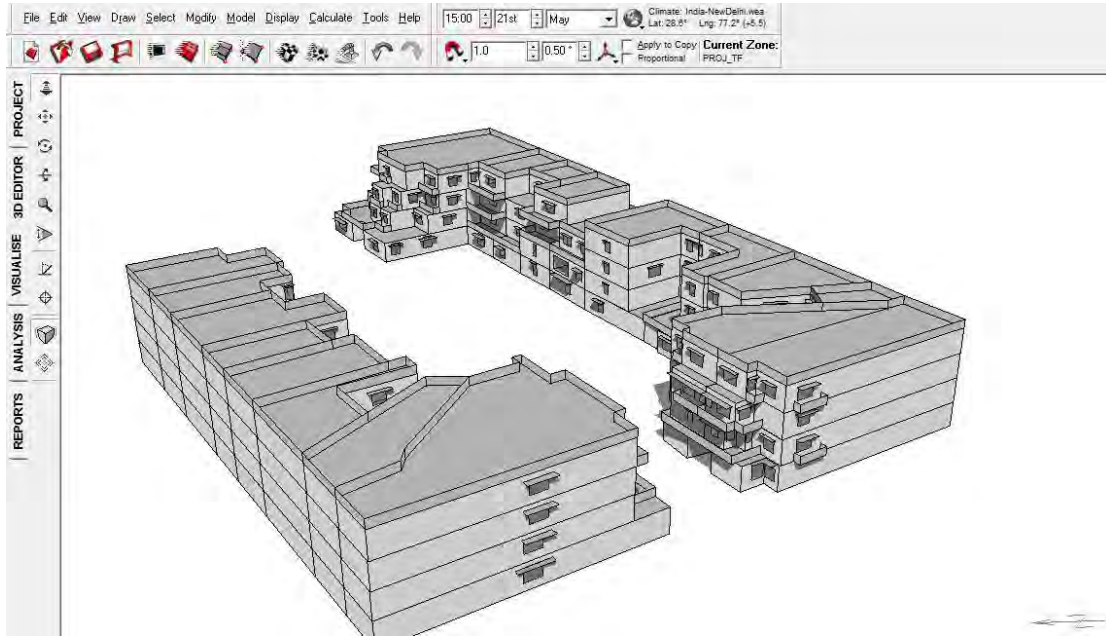 File Edit View Draw Select Modify Model Display Calculate Tools Help
15:00 21st May
Climate: India-NewDelhi.wea
Lat: 28.6° Lng: 77.2° (+5.5)
1.0 0.50 °
Apply to Copy
Proportional
Current Zone:
PROJ_TF
PROJECT
3D EDITOR
VISUALISE
ANALYSIS
REPORTS